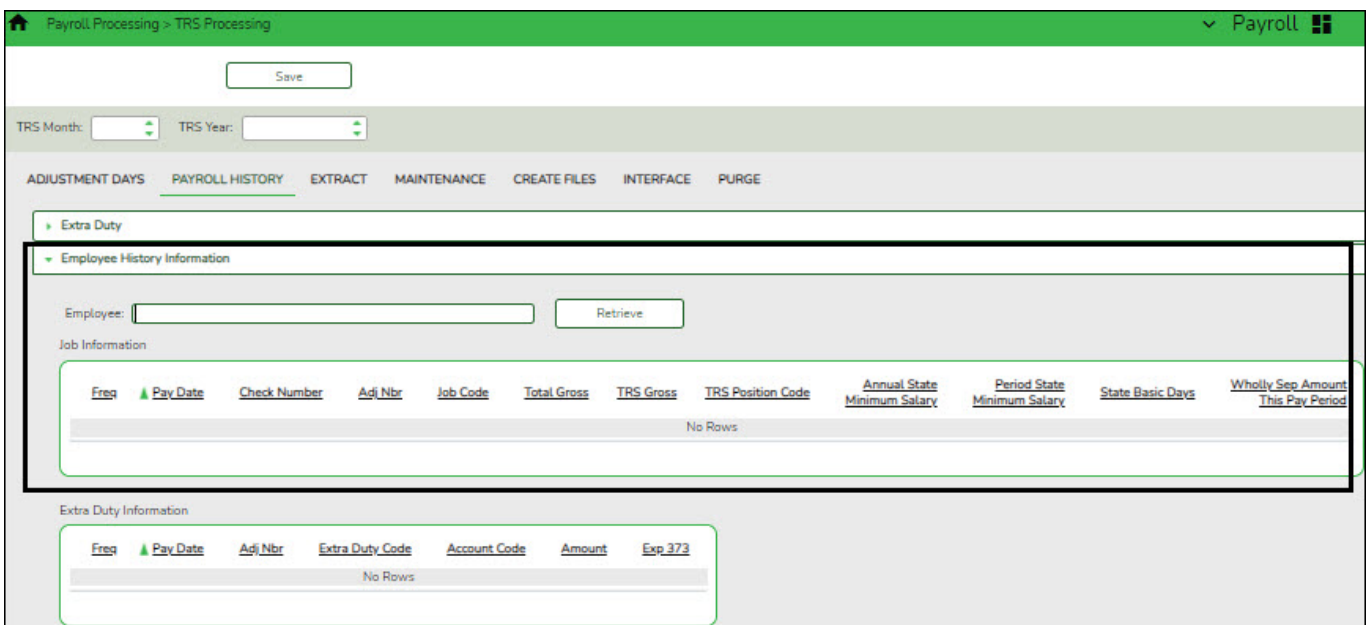 Payroll Processing > TRS Processing
Payroll
Save
TRS Month:
TRS Year:
ADJUSTMENT DAYS PAYROLL HISTORY EXTRACT MAINTENANCE CREATE FILES INTERFACE PURGE
Extra Duty
Employee History Information
Employee:
Retrieve
Job Information
Freq Pay Date Check Number Adj Nbr Job Code Total Gross TRS Gross TRS Position Code Annual State Minimum Salary Period State Minimum Salary State Basic Days Wholly Sep Amount This Pay Period
No Rows
Extra Duty Information
Freq Pay Date Adj Nbr Extra Duty Code Account Code Amount Exp 373
No Rows